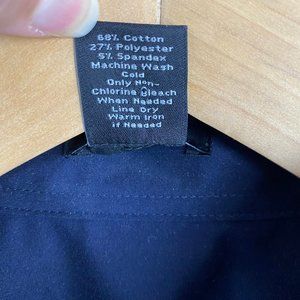 68% Cotton
27% Polyester
5% Spandex
Machine Wash
Cold
Only Non-
Chlorine Bleach
When Needed
Line Dry
Warm Iron
if Needed